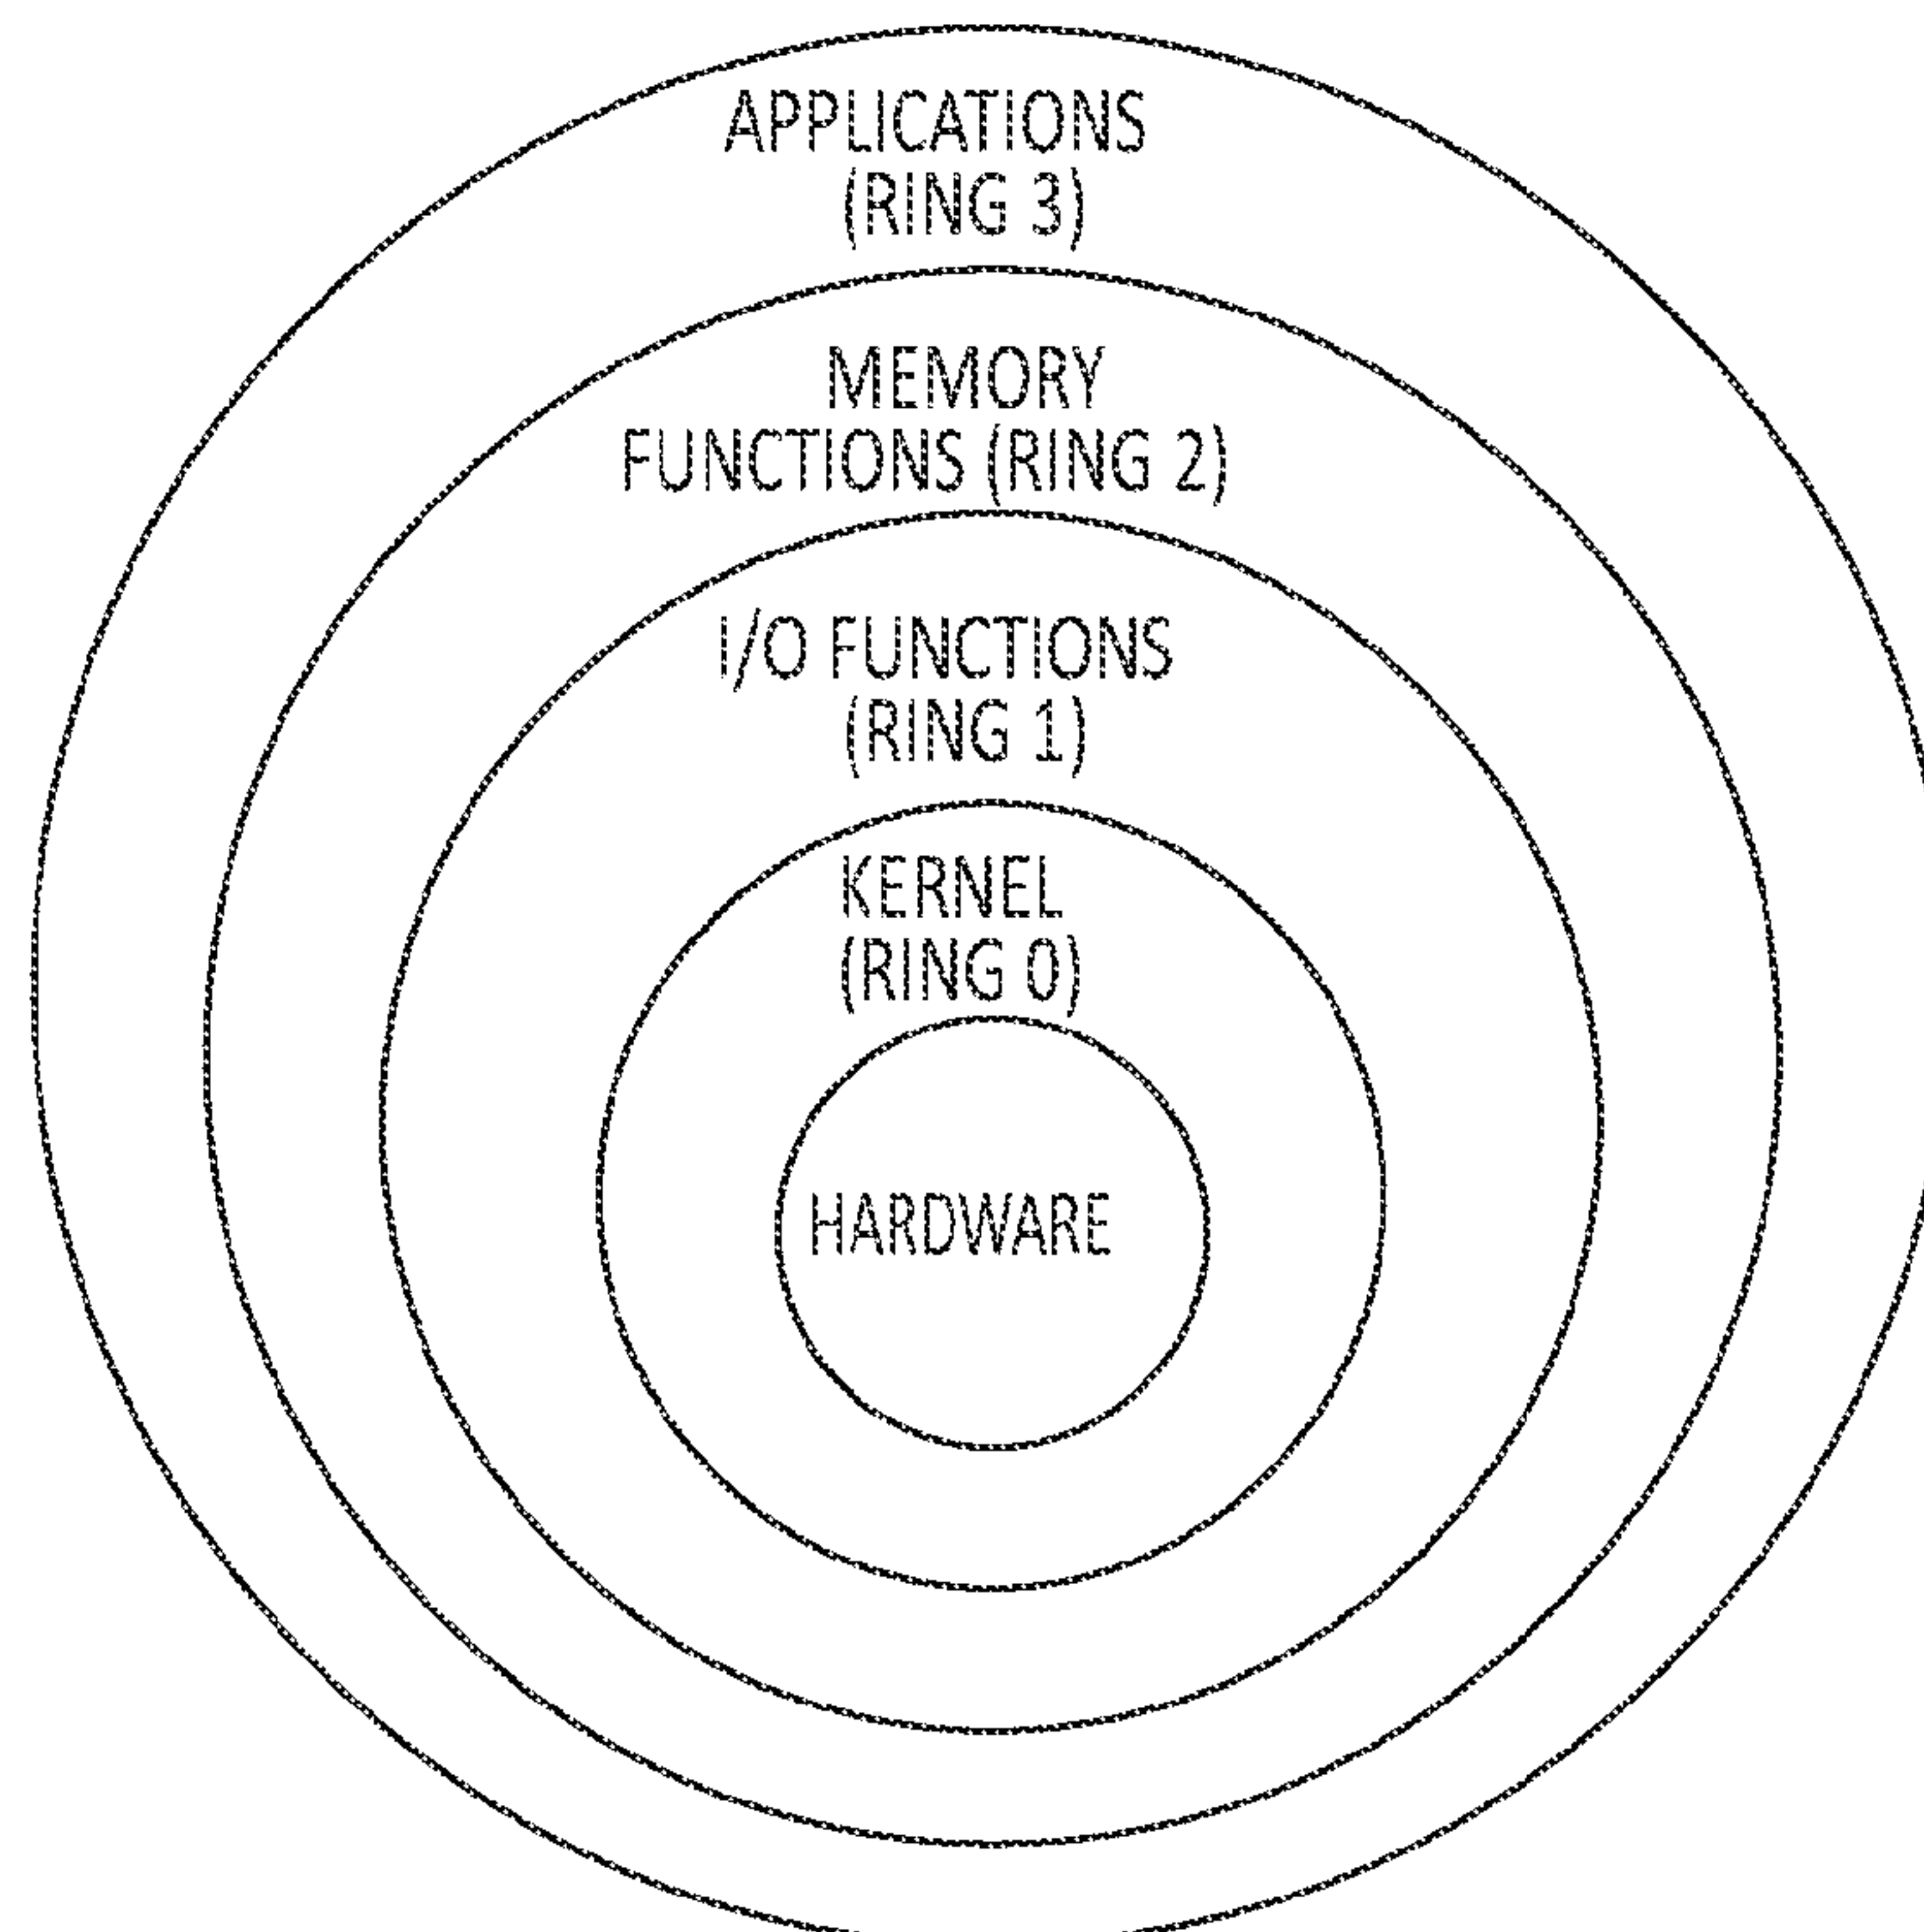 APPLICATIONS
(RING 3)
MEMORY
FUNCTIONS (RING 2)
I/O FUNCTIONS
(RING 1)
KERNEL
(RING 0)
HARDWARE